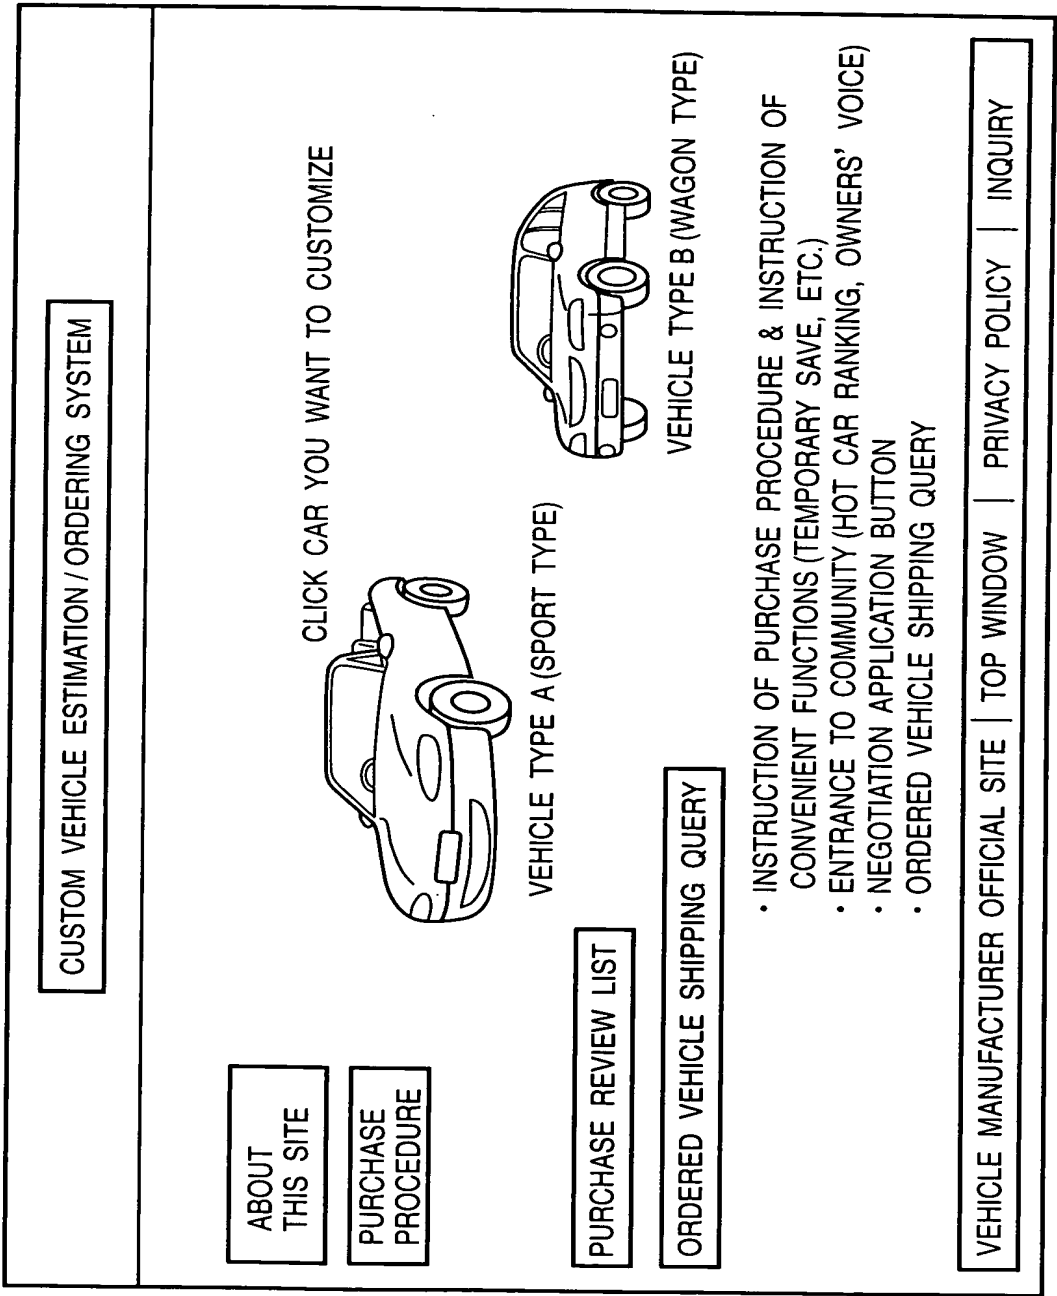 CUSTOM VEHICLE ESTIMATION / ORDERING SYSTEM
ABOUT
THIS SITE
PURCHASE
PROCEDURE
CLICK CAR YOU WANT TO CUSTOMIZE
VEHICLE TYPE A (SPORT TYPE)
VEHICLE TYPE B (WAGON TYPE)
PURCHASE REVIEW LIST
ORDERED VEHICLE SHIPPING QUERY
· INSTRUCTION OF PURCHASE PROCEDURE & INSTRUCTION OF
CONVENIENT FUNCTIONS (TEMPORARY SAVE, ETC.)
· ENTRANCE TO COMMUNITY (HOT CAR RANKING, OWNERS' VOICE)
· NEGOTIATION APPLICATION BUTTON
· ORDERED VEHICLE SHIPPING QUERY
VEHICLE MANUFACTURER OFFICIAL SITE | TOP WINDOW | PRIVACY POLICY | INQUIRY